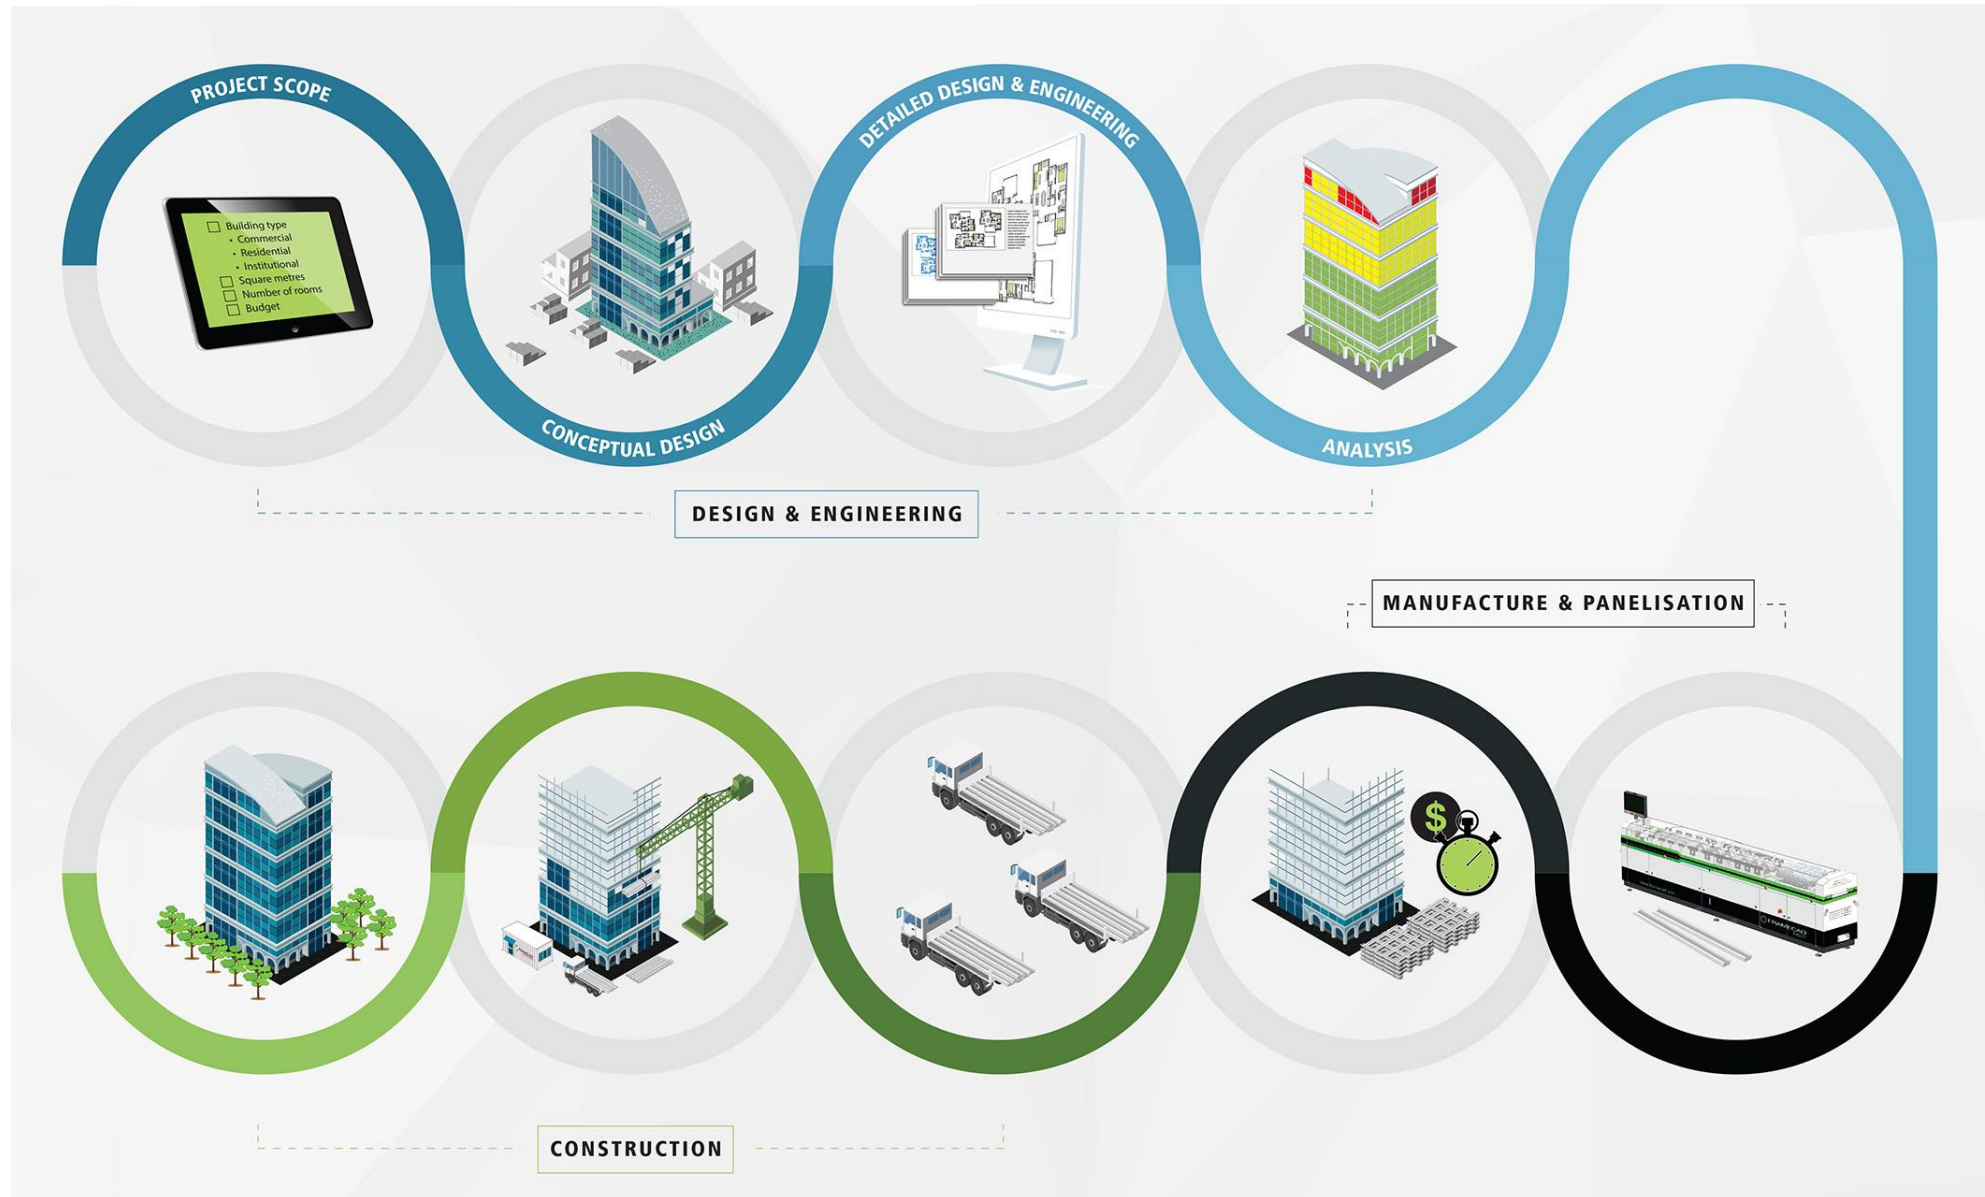 PROJECT SCOPE
Building type
• Commercial
• Residential
• Institutional
Square metres
Number of rooms
Budget
CONCEPTUAL DESIGN
DETAILED DESIGN & ENGINEERING
ANALYSIS
DESIGN & ENGINEERING
MANUFACTURE & PANELISATION
$
FRAMECAD
CONSTRUCTION